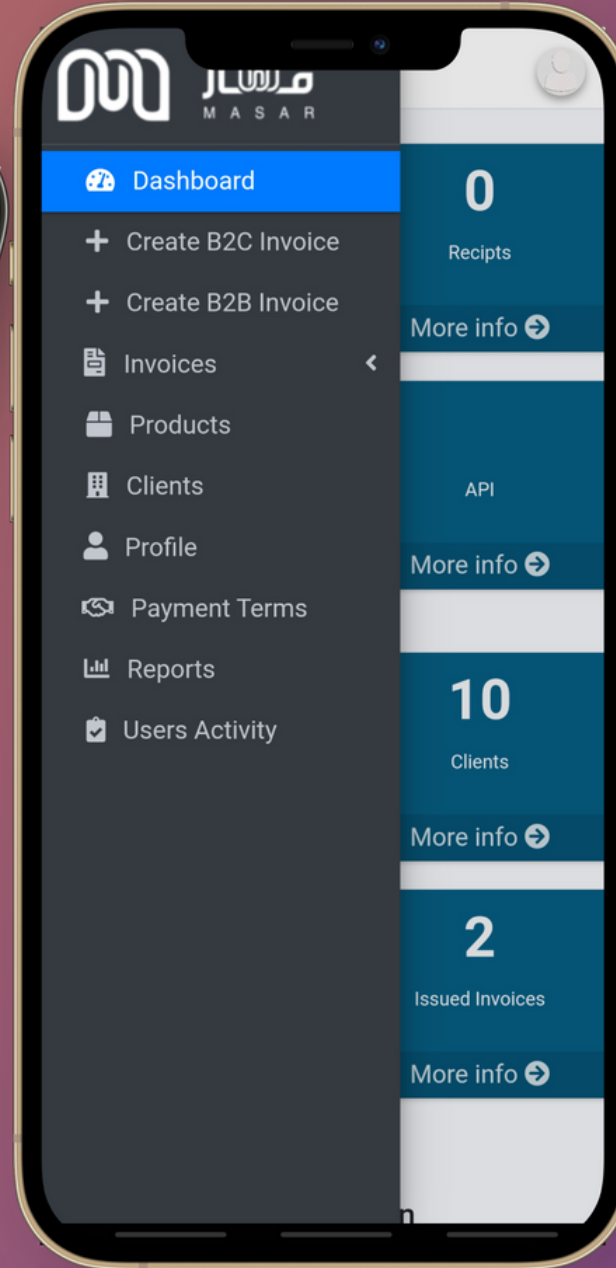 مسار
MASAR
Dashboard
Create B2C Invoice
Create B2B Invoice
Invoices
Products
Clients
Profile
Payment Terms
Reports
Users Activity
0
Recipts
More info
API
More info
10
Clients
More info
2
Issued Invoices
More info